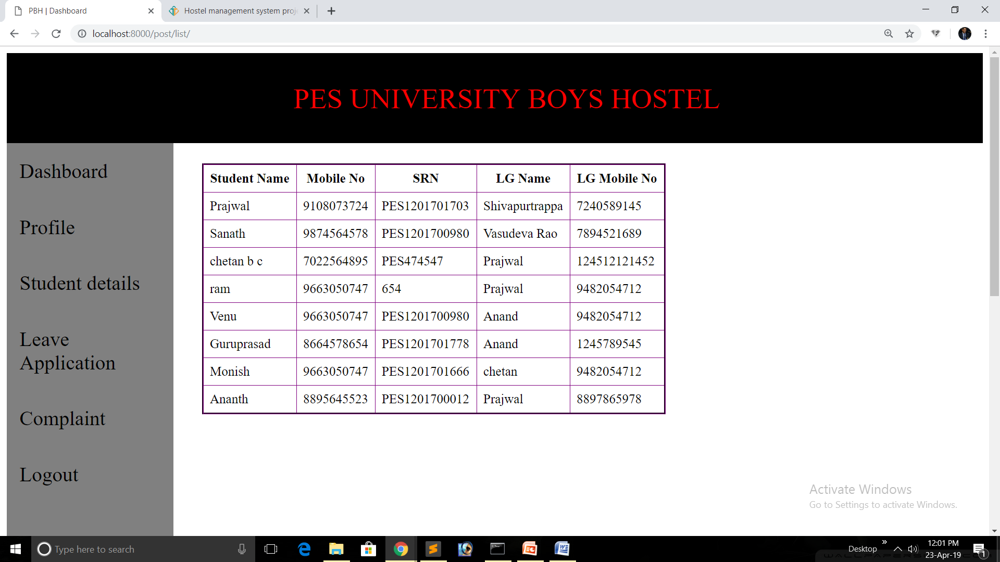 PBH | Dashboard
Hostel management system proj
localhost:8000/post/list/
PES UNIVERSITY BOYS HOSTEL
Dashboard
Profile
Student details
Leave
Application
Complaint
Logout
Student Name Mobile No SRN LG Name LG Mobile No
Prajwal 9108073724 PES1201701703 Shivapurtrappa 7240589145
Sanath 9874564578 PES1201700980 Vasudeva Rao 7894521689
chetan b c 7022564895 PES474547 Prajwal 124512121452
ram 9663050747 654 Prajwal 9482054712
Venu 9663050747 PES1201700980 Anand 9482054712
Guruprasad 8664578654 PES1201701778 Anand 1245789545
Monish 9663050747 PES1201701666 chetan 9482054712
Ananth 8895645523 PES1201700012 Prajwal 8897865978
Activate Windows
Go to Settings to activate Windows.
Type here to search
Desktop
12:01 PM
23-Apr-19
1